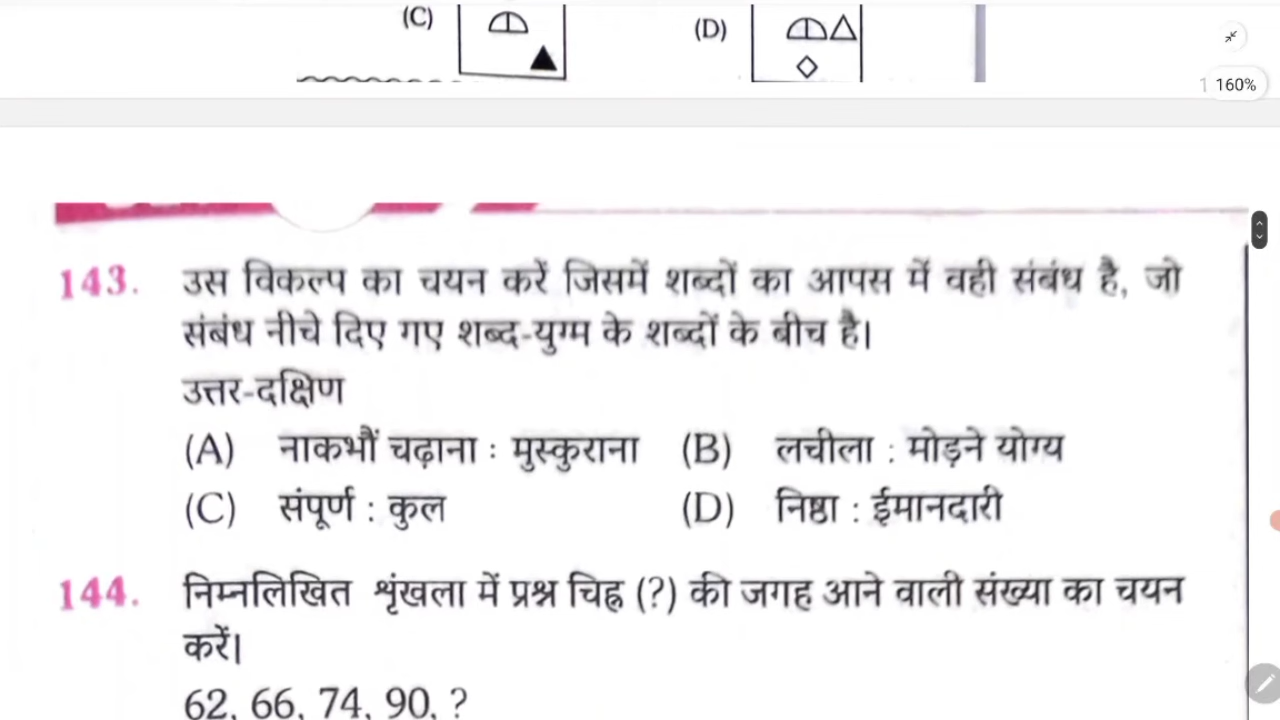 (C) (D)
160%
143. उस विकल्प का चयन करें जिसमें शब्दों का आपस में वही संबंध है, जो
संबंध नीचे दिए गए शब्द-युग्म के शब्दों के बीच है।
उत्तर-दक्षिण
(A) नाकभौं चढ़ाना : मुस्कुराना (B) लचीला : मोड़ने योग्य
(C) संपूर्ण : कुल (D) निष्ठा : ईमानदारी
144. निम्नलिखित शृंखला में प्रश्न चिह्न (?) की जगह आने वाली संख्या का चयन
करें।
62, 66, 74, 90, ?